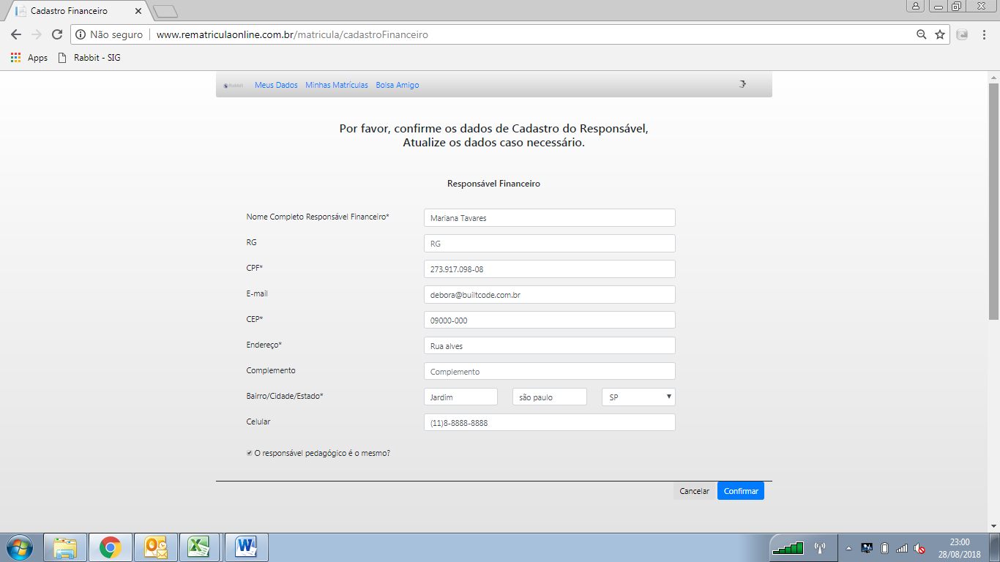 Cadastro Financeiro
Não seguro www.rematriculaonline.com.br/matricula/cadastroFinanceiro
Apps Rabbit - SIG
Rabbit Meus Dados Minhas Matrículas Bolsa Amigo
Por favor, confirme os dados de Cadastro do Responsável,
Atualize os dados caso necessário.
Responsável Financeiro
Nome Completo Responsável Financeiro* Mariana Tavares
RG RG
CPF* 273.917.098-08
E-mail debora@builtcode.com.br
CEP* 09000-000
Endereço* Rua alves
Complemento Complemento
Bairro/Cidade/Estado* Jardim são paulo SP
Celular (11)8-8888-8888
O responsável pedagógico é o mesmo?
Cancelar Confirmar
23:00
28/08/2018